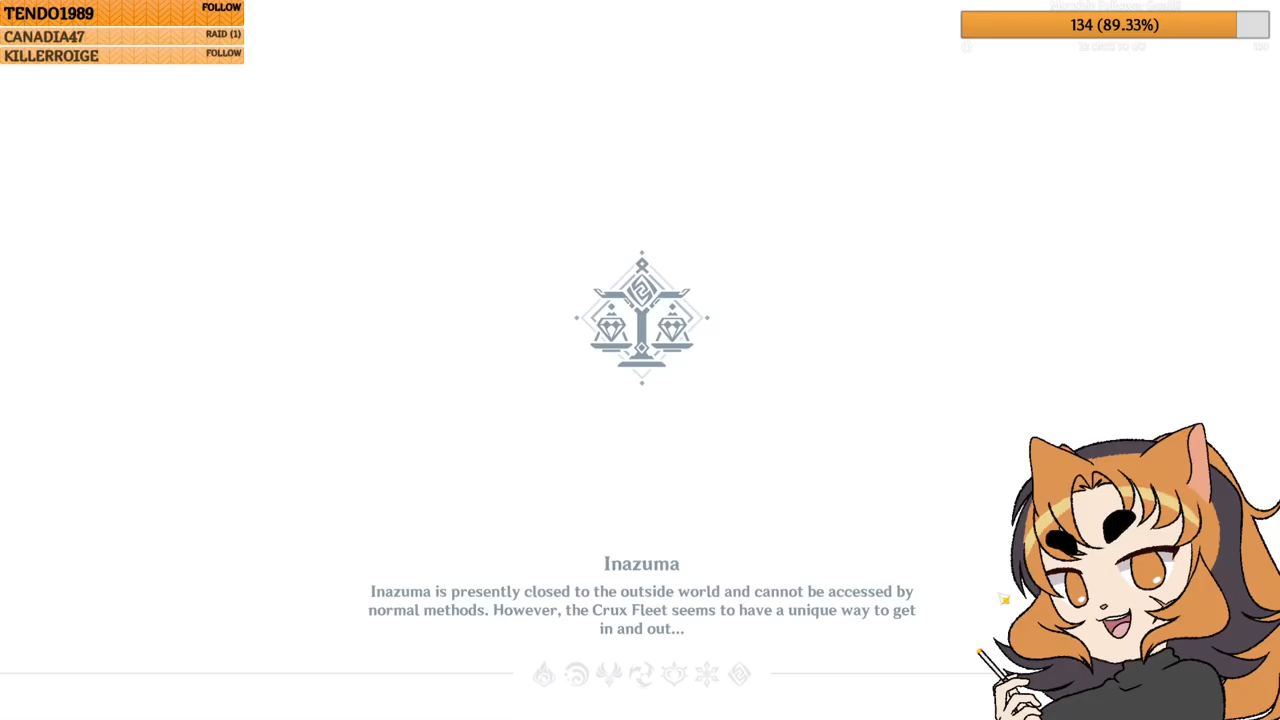 TENDO1989 FOLLOW
CANADIA47 RAID (1)
KILLERROIGE FOLLOW
134 (89.33%)
Inazuma
Inazuma is presently closed to the outside world and cannot be accessed by
normal methods. However, the Crux Fleet seems to have a unique way to get
in and out...